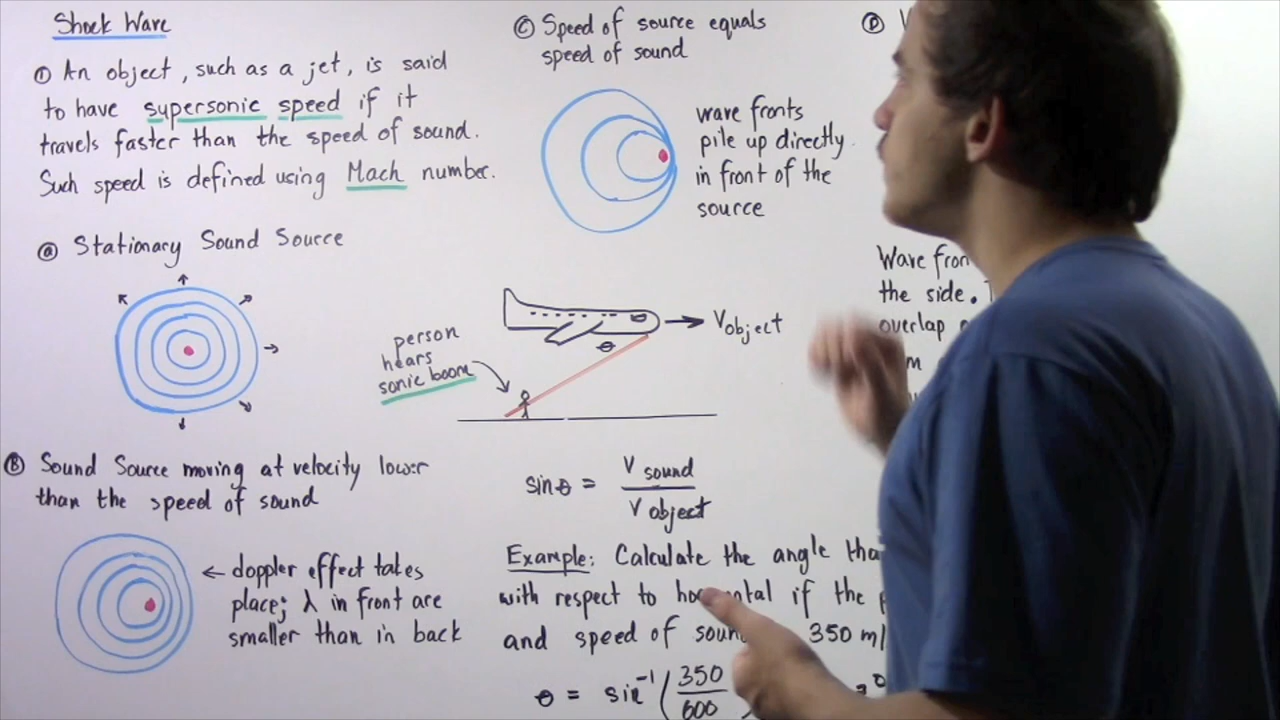 Shock Wave
① An object, such as a jet, is said
to have supersonic speed if it
travels faster than the speed of sound.
Such speed is defined using Mach number.
ⓐ Stationary Sound Source
Ⓑ Sound Source moving at velocity lower
than the speed of sound
← doppler effect takes
place; λ in front are
smaller than in back
Ⓒ Speed of source equals
speed of sound
wave fronts
pile up directly
in front of the
source
person
hears
sonic boom
θ
Vobject
sinθ = V sound / V object
Example: Calculate the angle
with respect to if the
and speed of 350 m/
θ = sin⁻¹ (350/600
Ⓓ
Wave
the side.
overlap